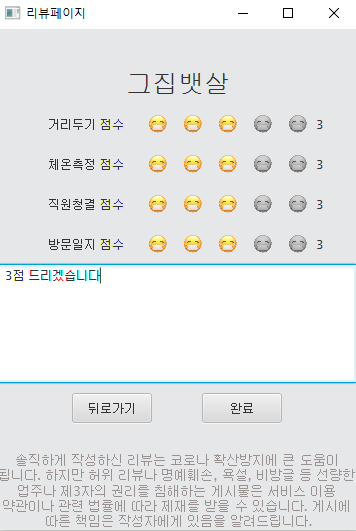 리뷰페이지
그집뱃살
거리두기 점수 3
체온측정 점수 3
직원청결 점수 3
방문일지 점수 3
3점 드리겠습니다
뒤로가기 완료
솔직하게 작성하신 리뷰는 코로나 확산방지에 큰 도움이
됩니다. 하지만 허위 리뷰나 명예훼손, 욕설, 비방글 등 선량한
업주나 제3자의 권리를 침해하는 게시물은 서비스 이용
약관이나 관련 법률에 따라 제재를 받을 수 있습니다. 게시에
따른 책임은 작성자에게 있음을 알려드립니다.